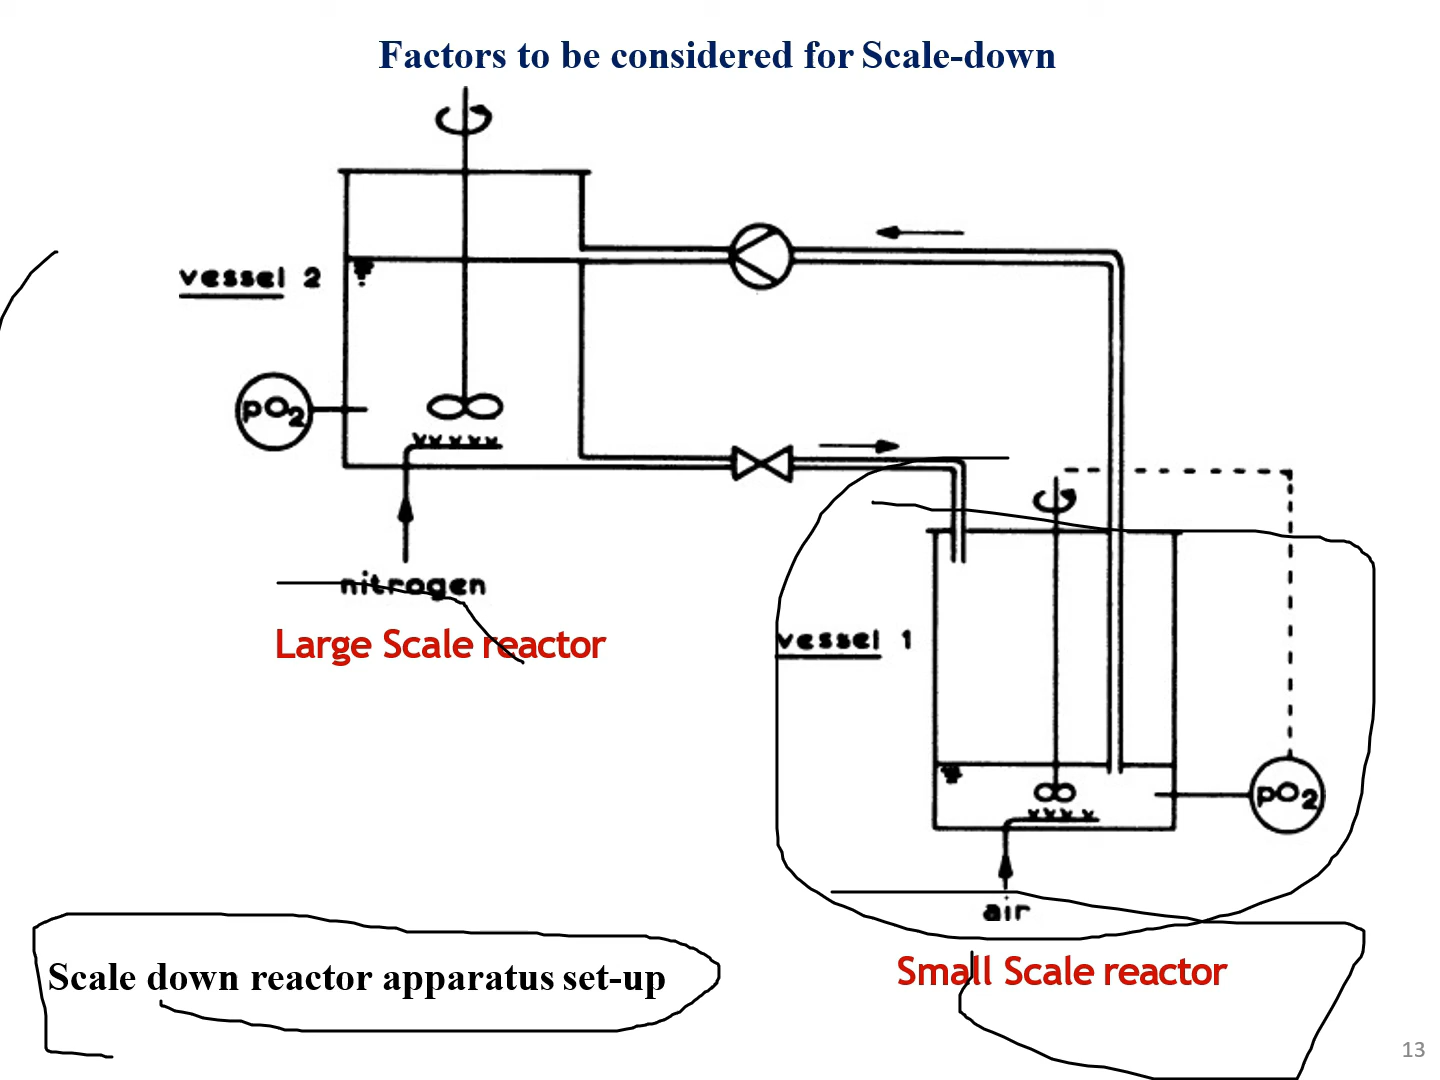 Factors to be considered for Scale-down
vessel 2
pO2
nitrogen
Large Scale reactor
vessel 1
pO2
air
Small Scale reactor
Scale down reactor apparatus set-up
13